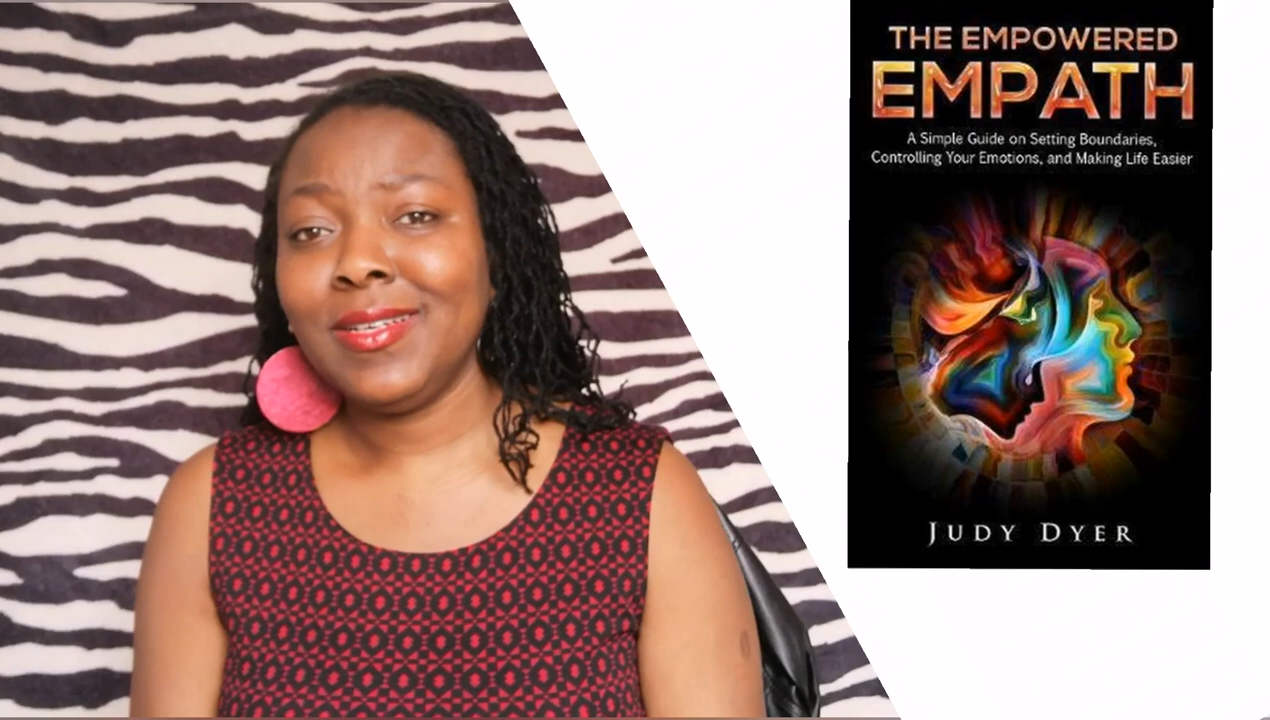 THE EMPOWERED
EMPATH
A Simple Guide on Setting Boundaries,
Controlling Your Emotions, and Making Life Easier
JUDY DYER